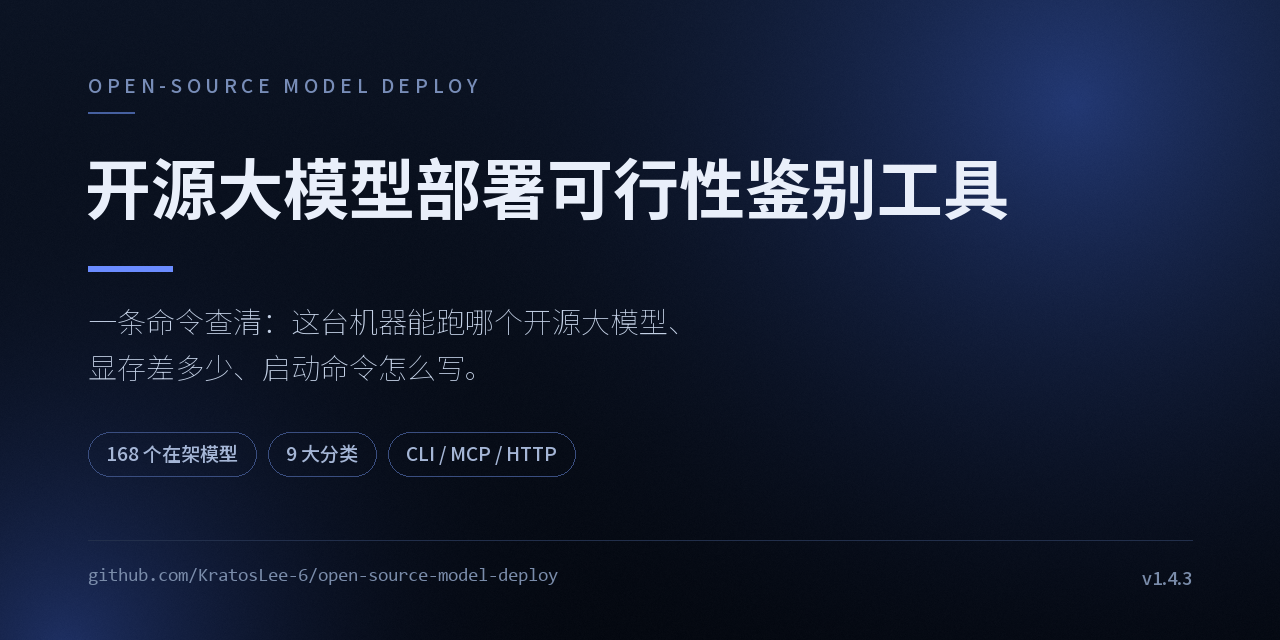 OPEN-SOURCE MODEL DEPLOY
开源大模型部署可行性鉴别工具
一条命令查清：这台机器能跑哪个开源大模型、
显存差多少、启动命令怎么写。
168 个在架模型
9 大分类
CLI / MCP / HTTP
github.com/KratosLee-6/open-source-model-deploy
v1.4.3